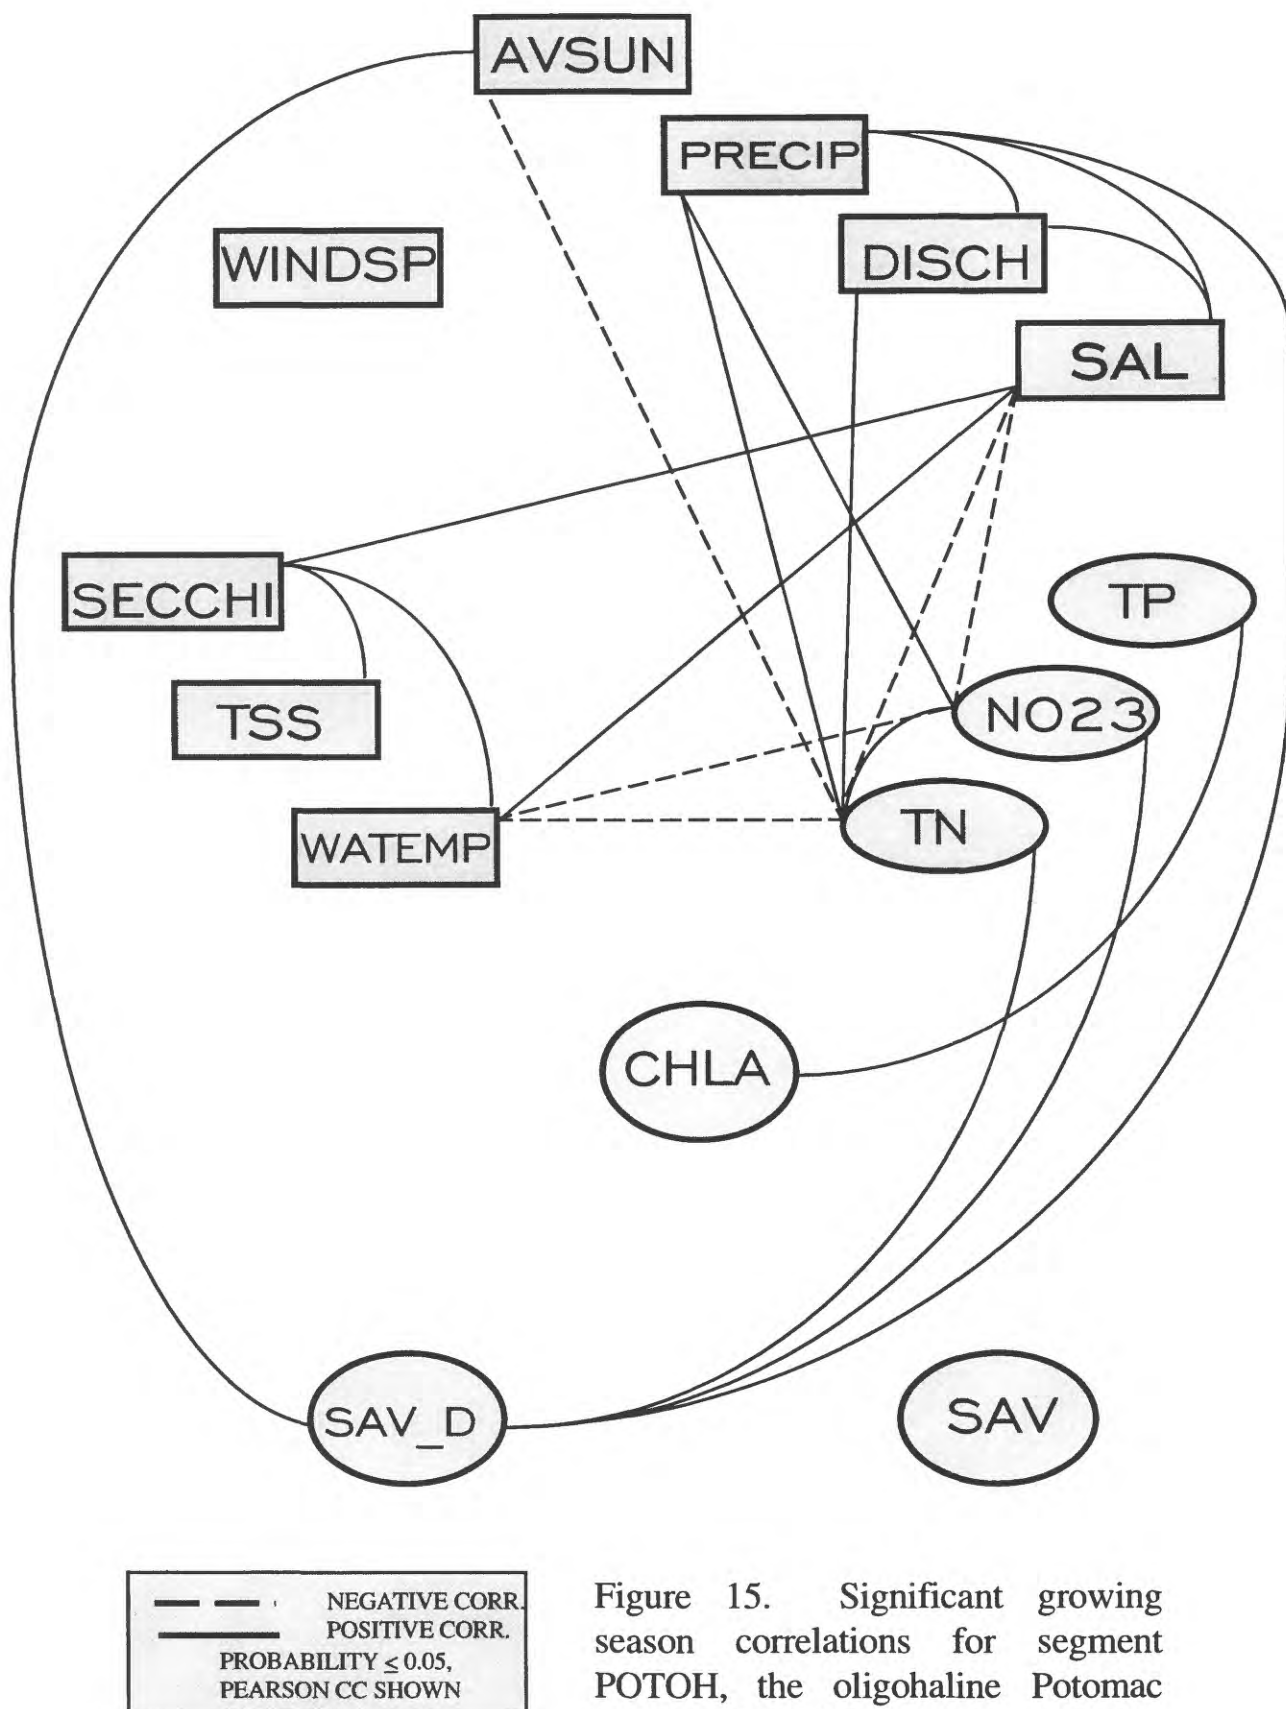 AVSUN
PRECIP
WINDSP
DISCH
SAL
SECCHI
TP
TSS
NO23
WATEMP
TN
CHLA
SAV_D
SAV
NEGATIVE CORR.
POSITIVE CORR.
PROBABILITY ≤ 0.05,
PEARSON CC SHOWN
Figure 15. Significant growing
season correlations for segment
POTOH, the oligohaline Potomac